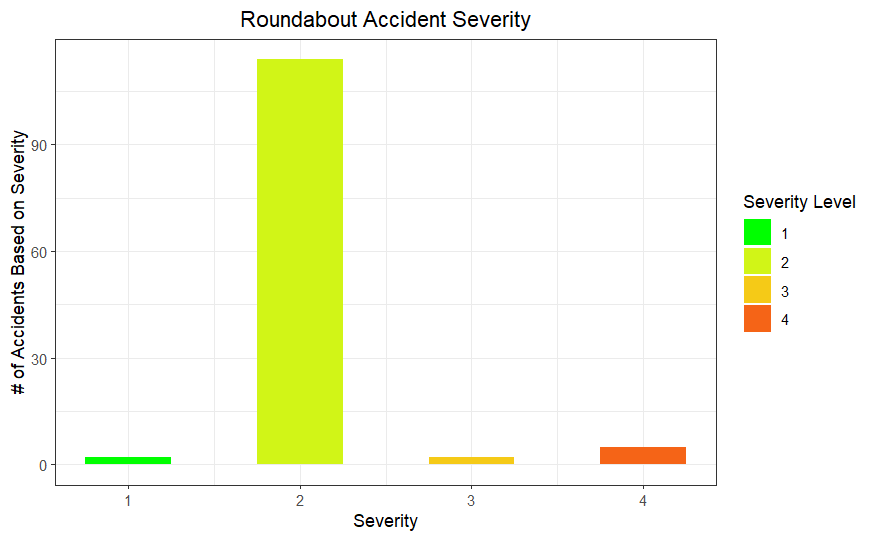 Roundabout Accident Severity
# of Accidents Based on Severity
90
60
30
0
1 2 3 4
Severity
Severity Level
1
2
3
4